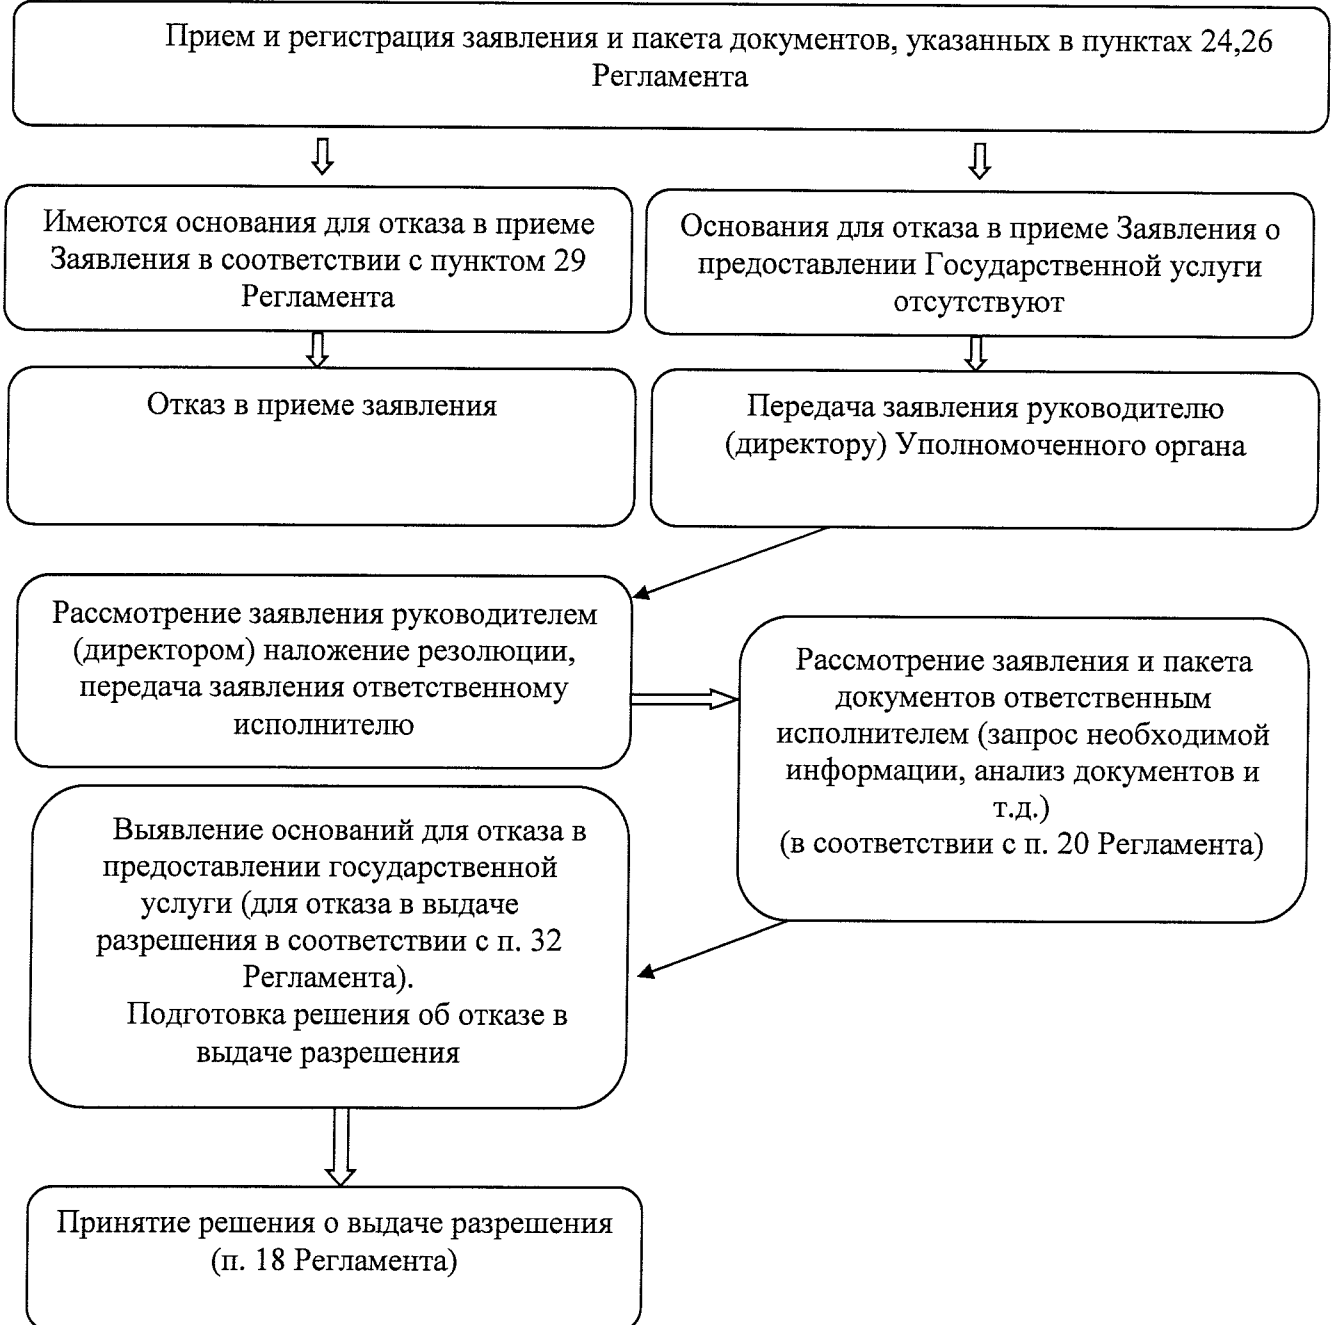 Прием и регистрация заявления и пакета документов, указанных в пунктах 24,26
Регламента
Имеются основания для отказа в приеме
Заявления в соответствии с пунктом 29
Регламента
Основания для отказа в приеме Заявления о
предоставлении Государственной услуги
отсутствуют
Отказ в приеме заявления
Передача заявления руководителю
(директору) Уполномоченного органа
Рассмотрение заявления руководителем
(директором) наложение резолюции,
передача заявления ответственному
исполнителю
Рассмотрение заявления и пакета
документов ответственным
исполнителем (запрос необходимой
информации, анализ документов и
т.д.)
(в соответствии с п. 20 Регламента)
Выявление оснований для отказа в
предоставлении государственной
услуги (для отказа в выдаче
разрешения в соответствии с п. 32
Регламента).
Подготовка решения об отказе в
выдаче разрешения
Принятие решения о выдаче разрешения
(п. 18 Регламента)